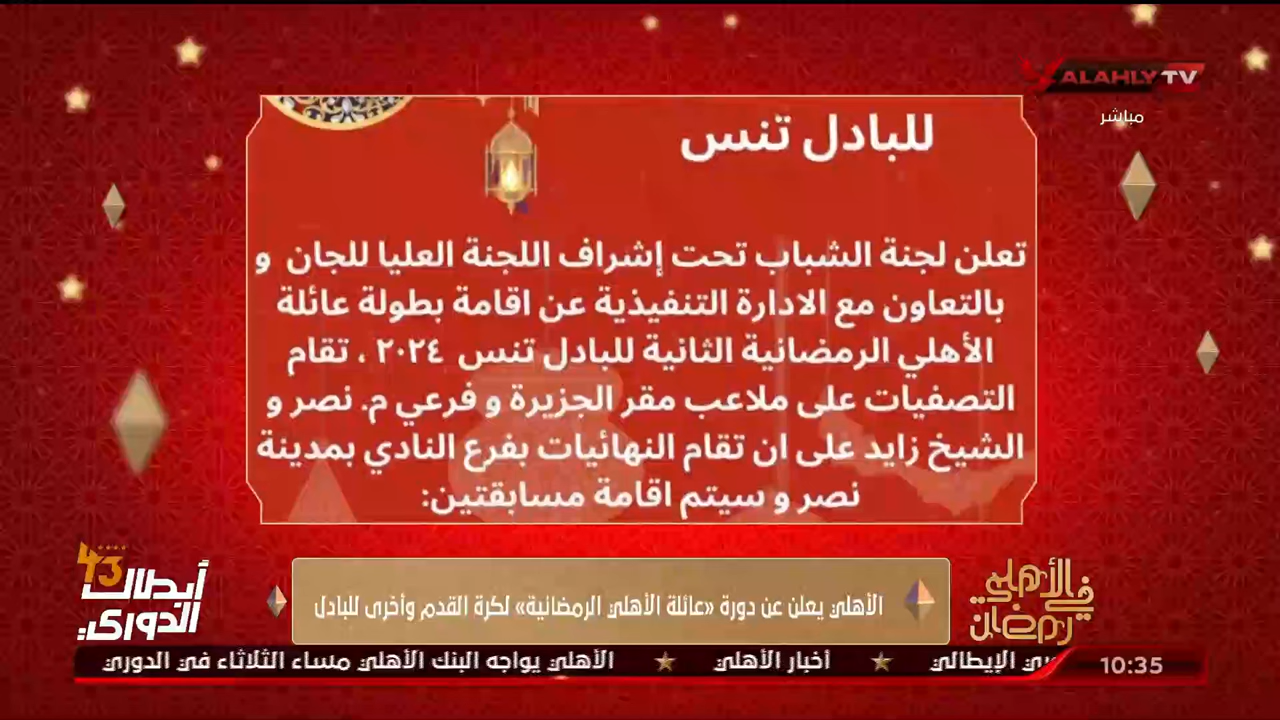 ALAHLY TV
مباشر
للبادل تنس
تعلن لجنة الشباب تحت إشراف اللجنة العليا للجان و
بالتعاون مع الادارة التنفيذية عن اقامة بطولة عائلة
الأهلي الرمضانية الثانية للبادل تنس ٢٠٢٤ ، تقام
التصفيات على ملاعب مقر الجزيرة و فرعي م. نصر و
الشيخ زايد على ان تقام النهائيات بفرع النادي بمدينة
نصر و سيتم اقامة مسابقتين:
الأهلي في رمضان
الأهلي يعلن عن دورة «عائلة الأهلي الرمضانية» لكرة القدم وأخرى للبادل
43
أبطال
الدوري
10:35
الإيطالي ★ أخبار الأهلي ★ الأهلي يواجه البنك الأهلي مساء الثلاثاء في الدوري